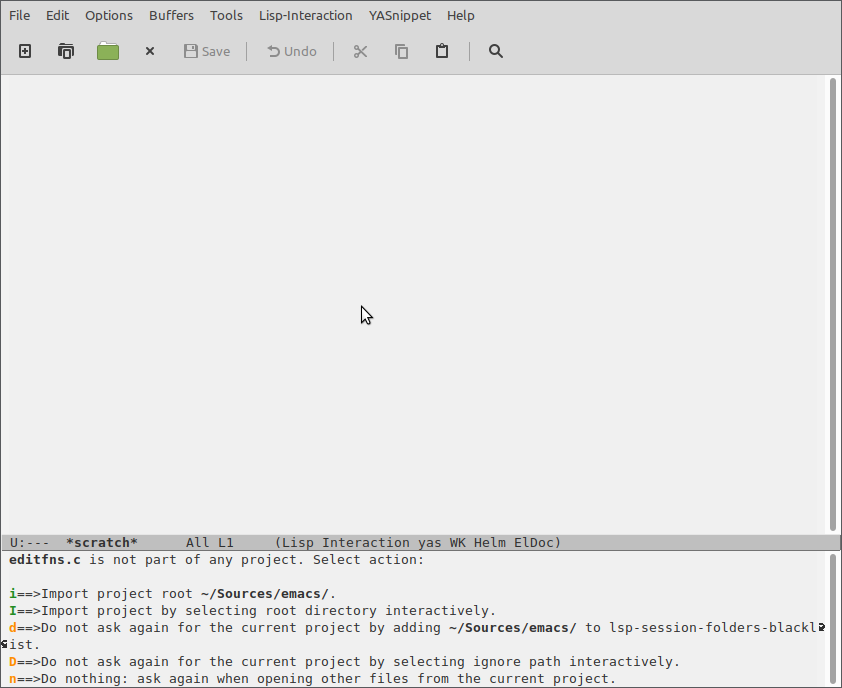 File Edit Options Buffers Tools Lisp-Interaction YASnippet Help
Save Undo
U:--- *scratch* All L1 (Lisp Interaction yas WK Helm ElDoc)
editfns.c is not part of any project. Select action:
i==>Import project root ~/Sources/emacs/.
I==>Import project by selecting root directory interactively.
d==>Do not ask again for the current project by adding ~/Sources/emacs/ to lsp-session-folders-blackl
ist.
D==>Do not ask again for the current project by selecting ignore path interactively.
n==>Do nothing: ask again when opening other files from the current project.